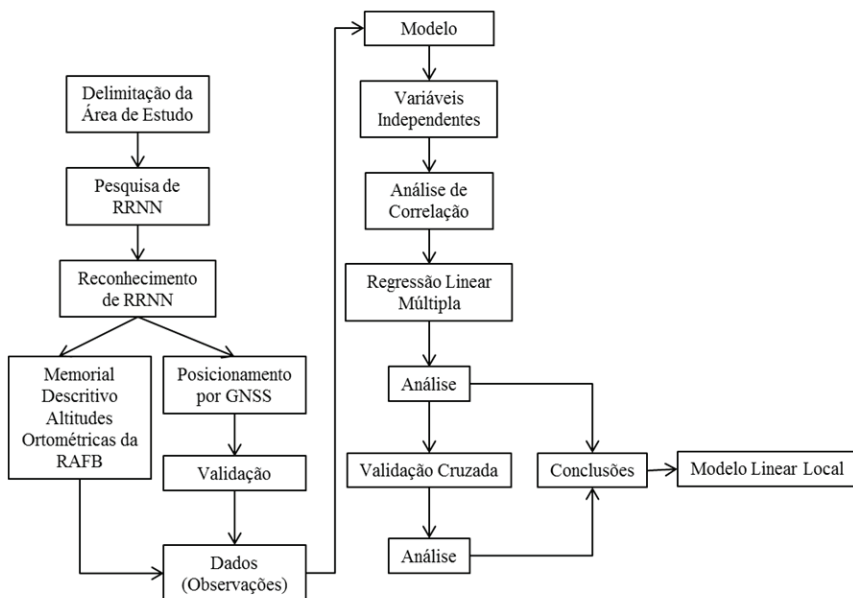 Delimitação da
Área de Estudo
Pesquisa de
RRNN
Reconhecimento
de RRNN
Memorial
Descritivo
Altitudes
Ortométricas da
RAFB
Posicionamento
por GNSS
Validação
Dados
(Observações)
Modelo
Variáveis
Independentes
Análise de
Correlação
Regressão Linear
Múltipla
Análise
Validação Cruzada
Análise
Conclusões
Modelo Linear Local